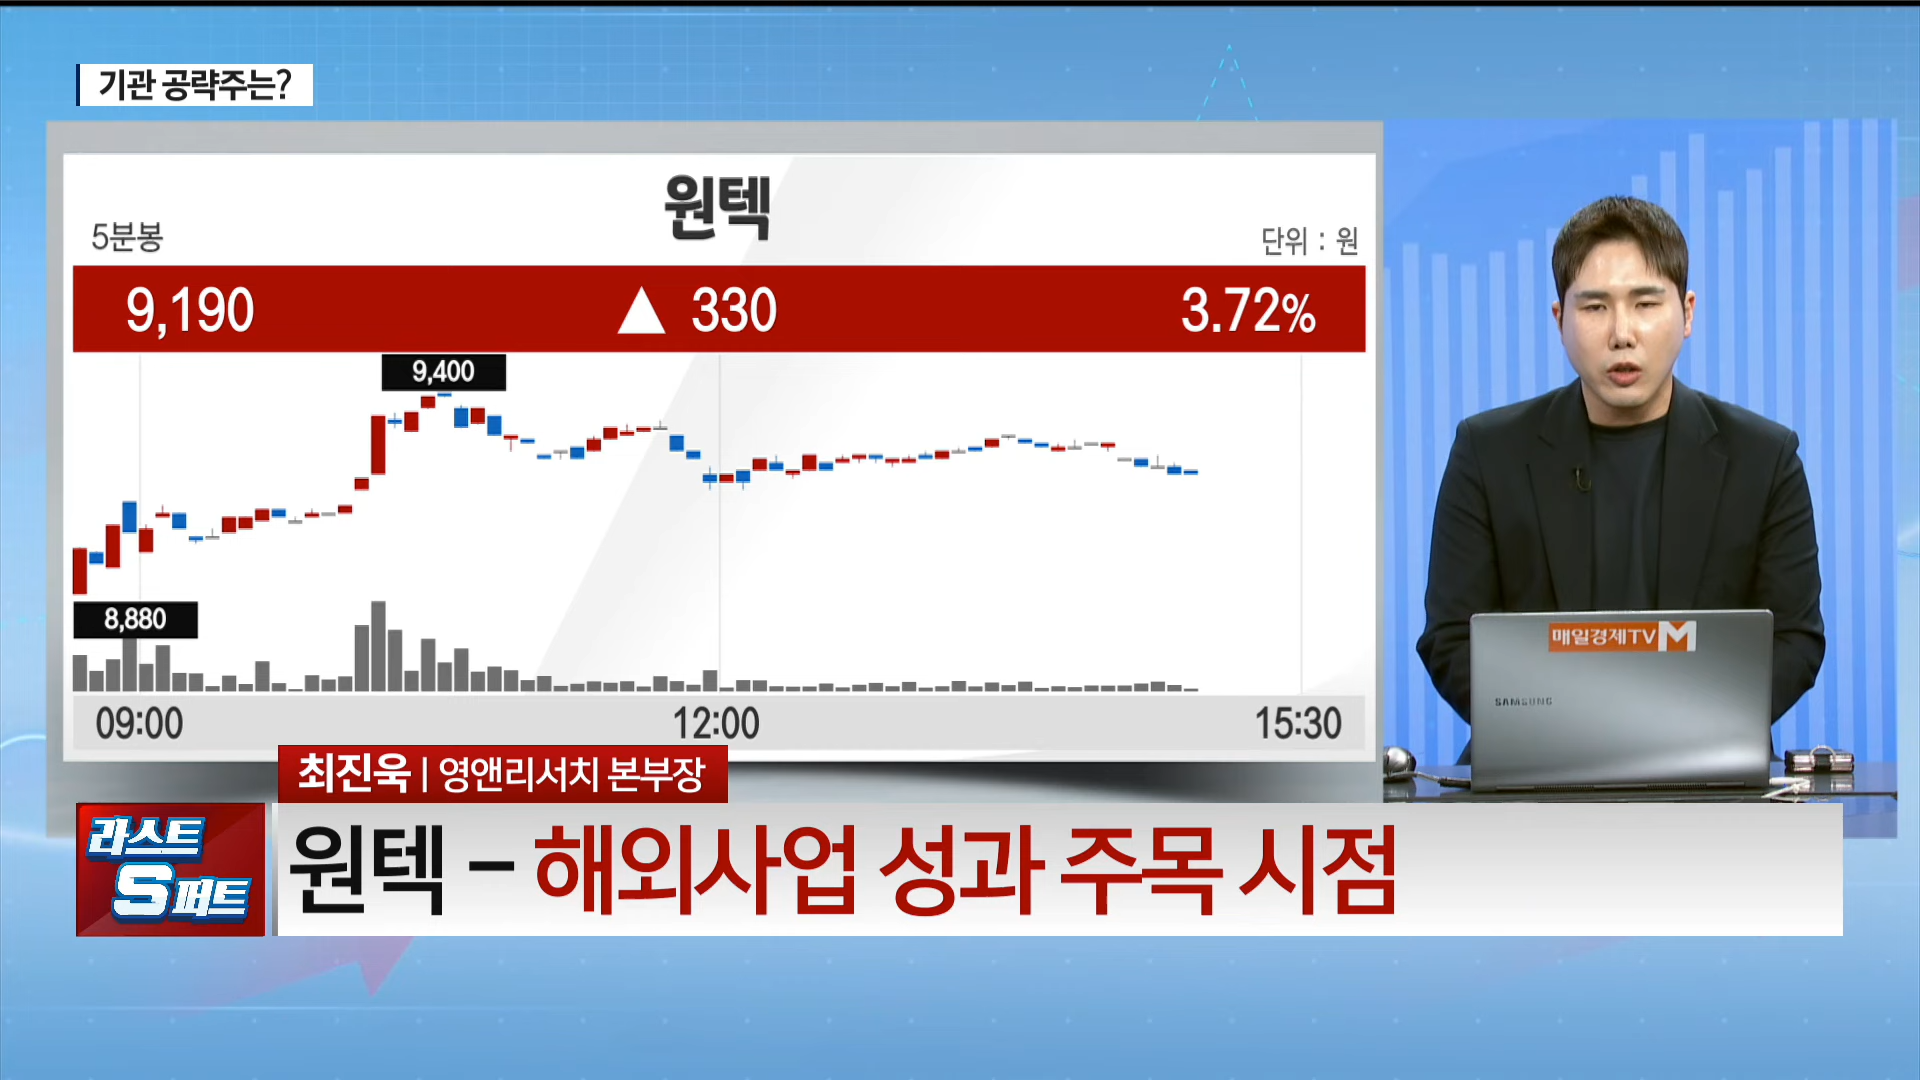 기관 공략주는?
원텍
5분봉
단위 : 원
9,190 ▲ 330 3.72%
9,400
8,880
09:00 12:00 15:30
매일경제TV M
SAMSUNG
최진욱 | 영앤리서치 본부장
라스트
S퍼트
원텍 - 해외사업 성과 주목 시점